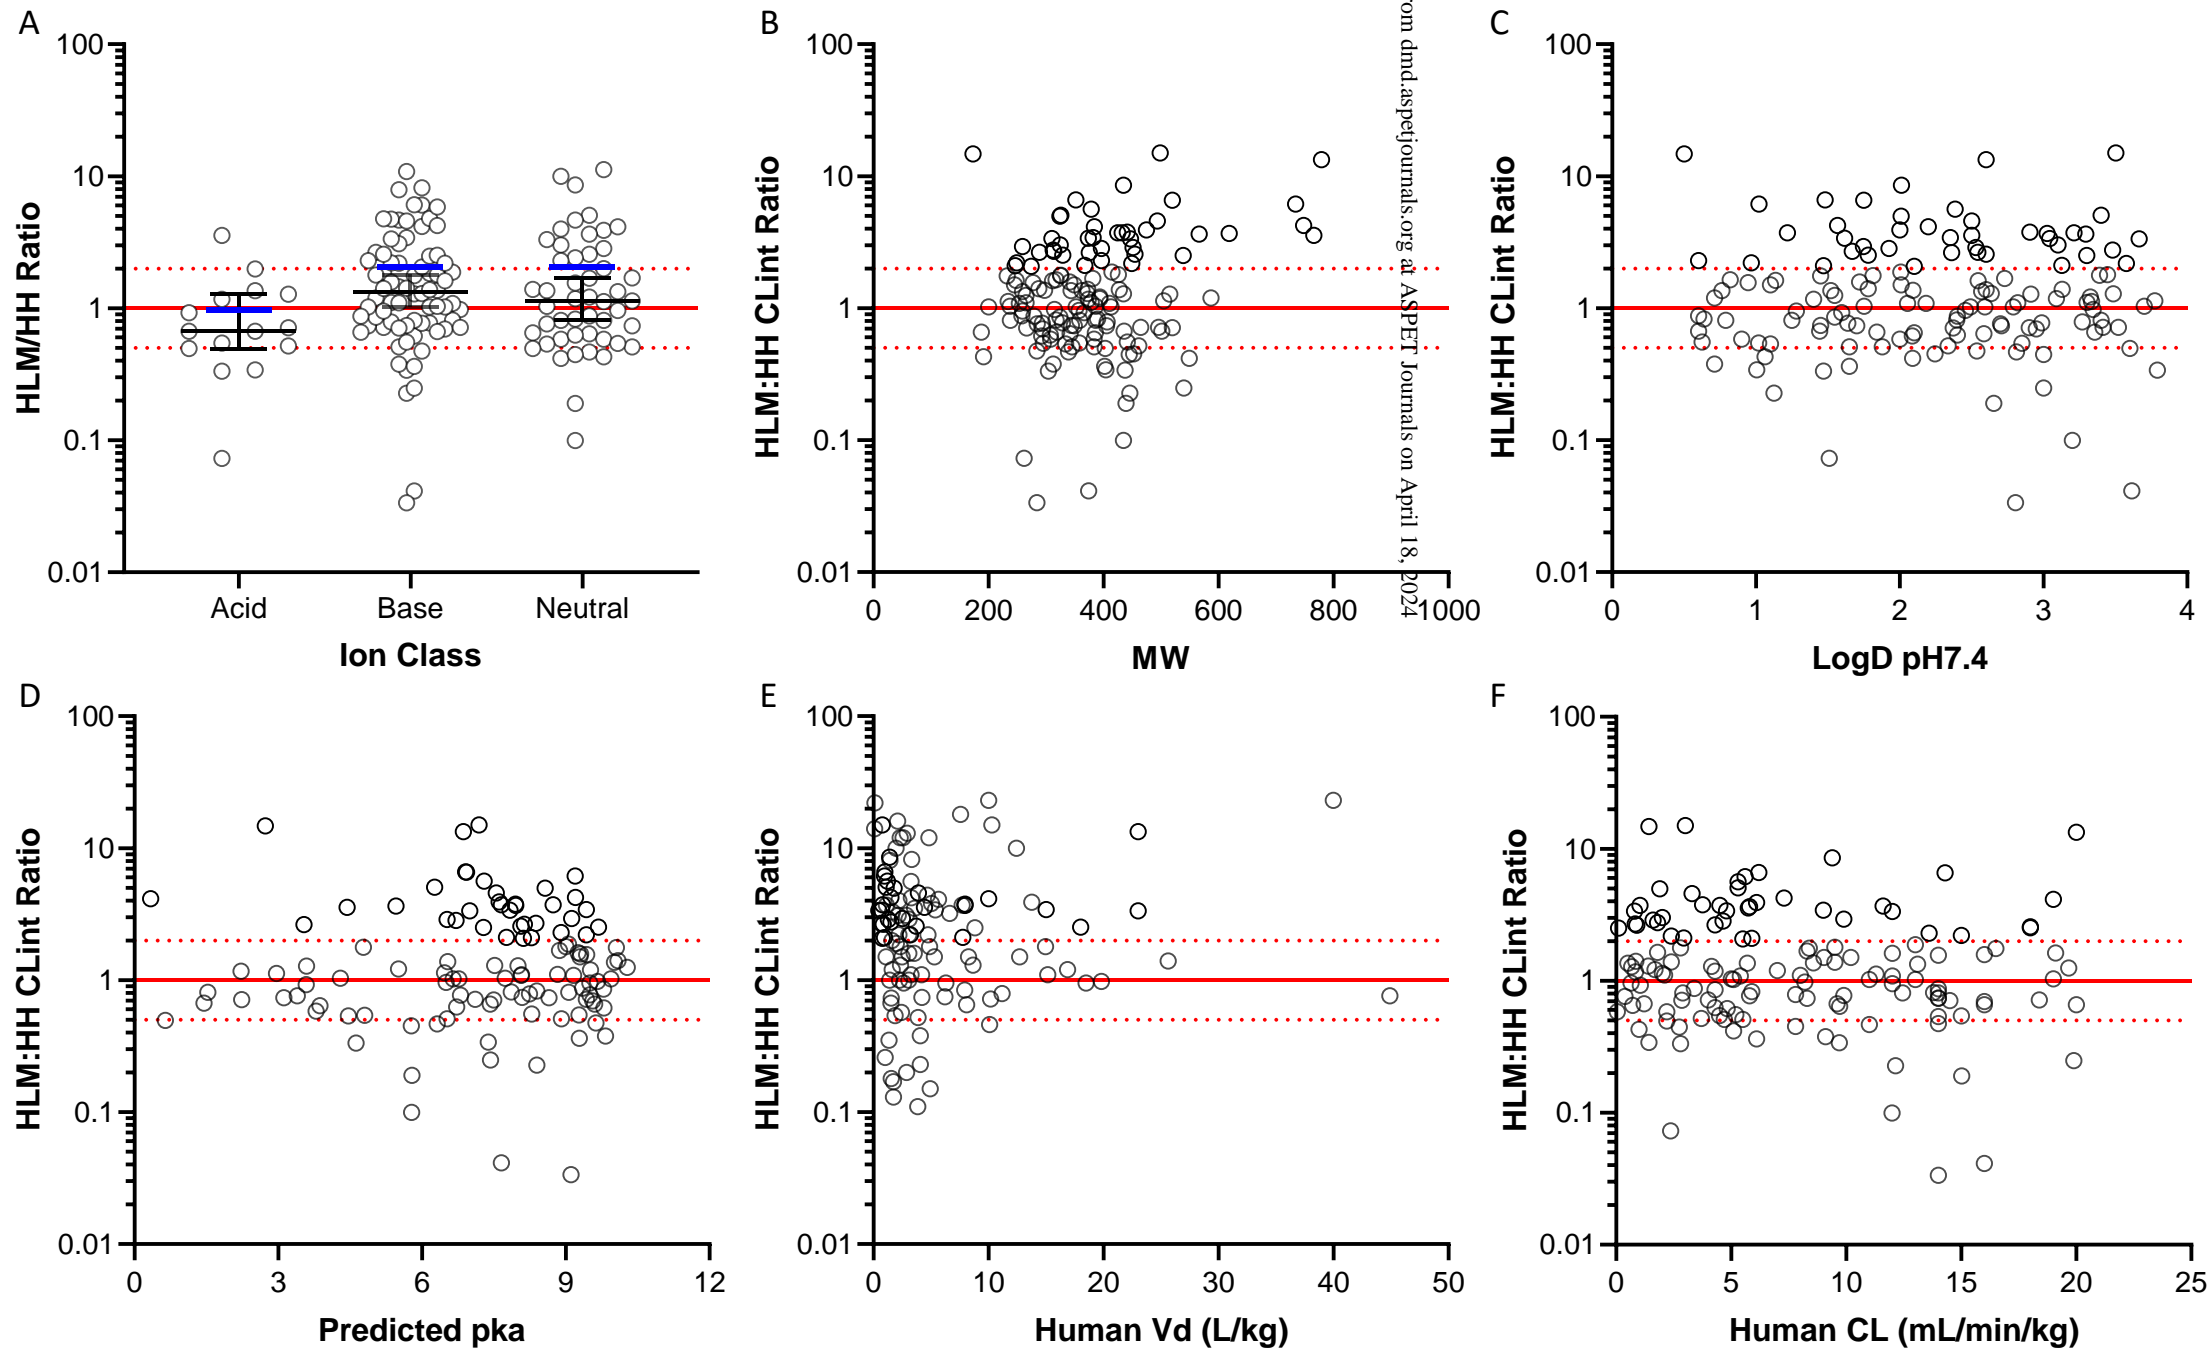 A
B
C
100
10
1
0.1
0.01
HLM/HH Ratio
Acid
Base
Neutral
Ion Class
100
10
1
0.1
0.01
HLM:HH CLint Ratio
0
200
400
600
800
1000
MW
om dmd.aspetjournals.org at ASPET Journals on April 18, 2024
100
10
1
0.1
0.01
HLM:HH CLint Ratio
0
1
2
3
4
LogD pH7.4
D
E
F
100
10
1
0.1
0.01
HLM:HH CLint Ratio
0
3
6
9
12
Predicted pka
100
10
1
0.1
0.01
HLM:HH CLint Ratio
0
10
20
30
40
50
Human Vd (L/kg)
100
10
1
0.1
0.01
HLM:HH CLint Ratio
0
5
10
15
20
25
Human CL (mL/min/kg)